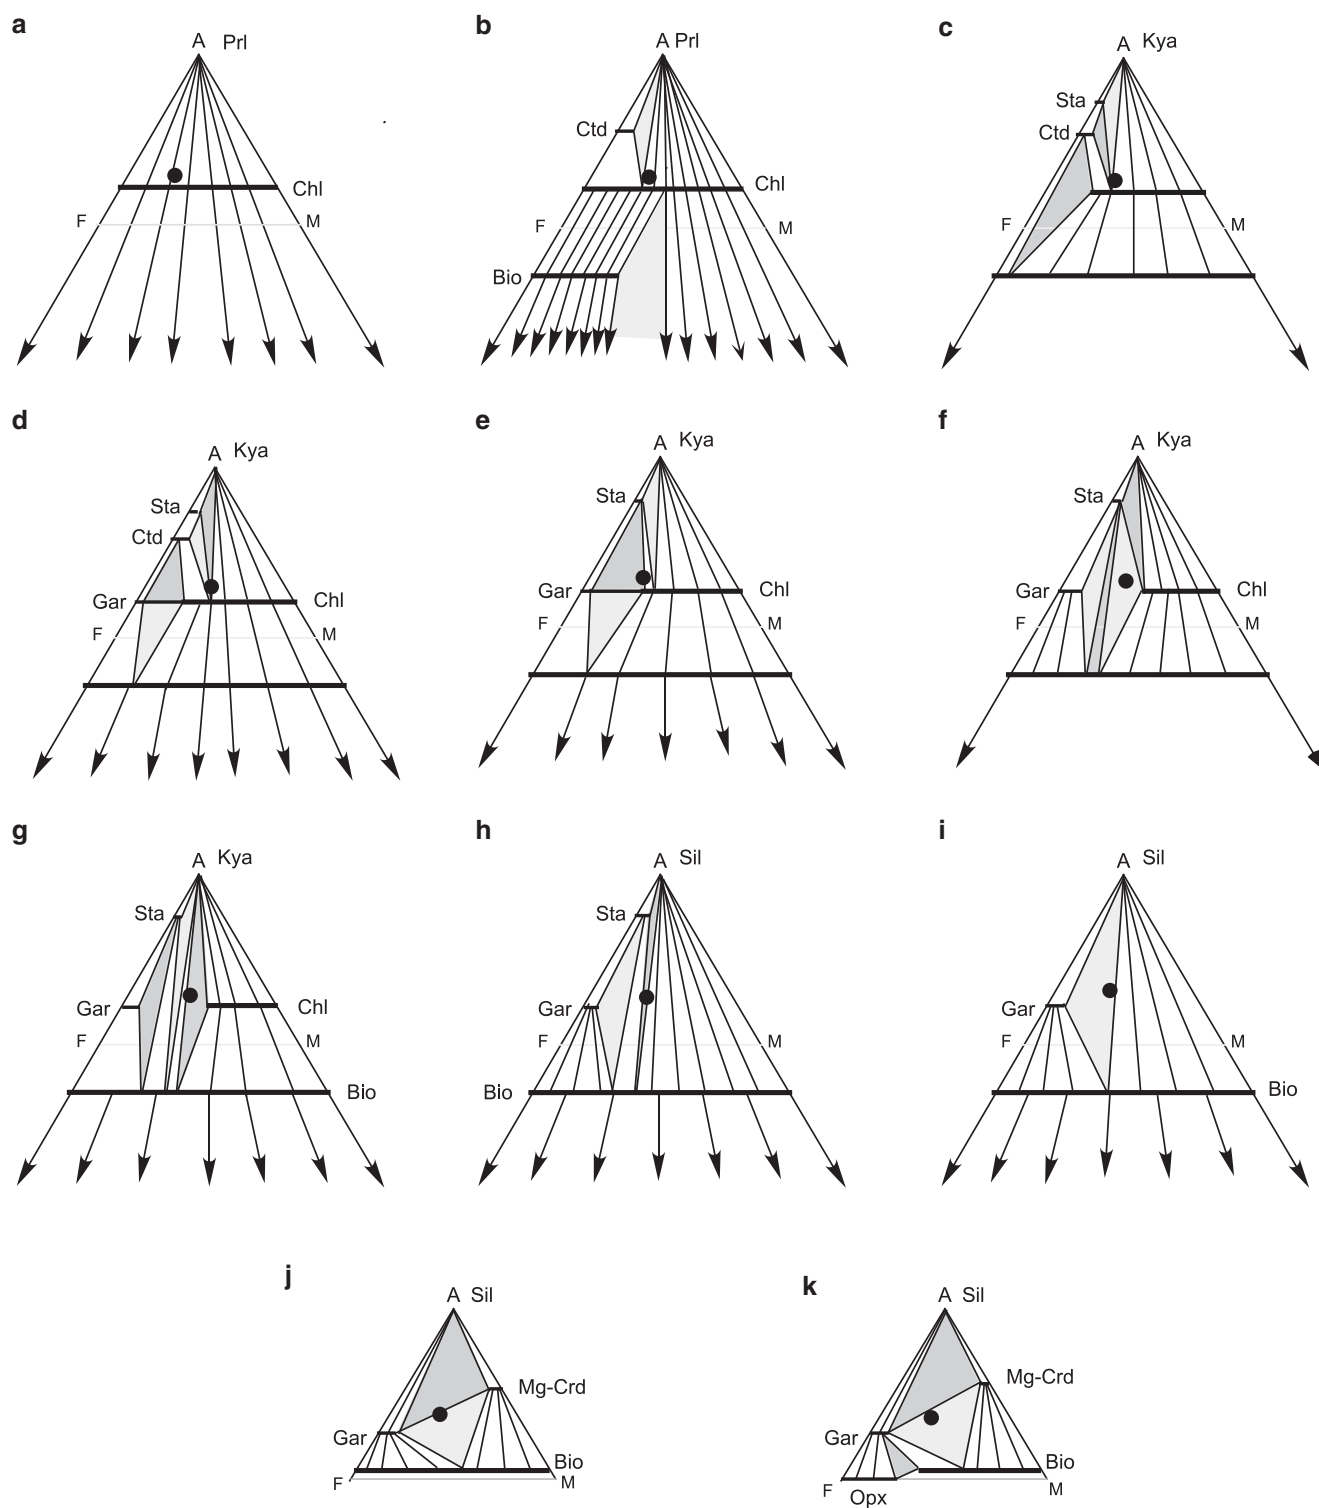 a
A Prl
Chl
F M
b
A Prl
Ctd
Chl
F M
Bio
c
A Kya
Sta
Ctd
F M
d
A Kya
Sta
Ctd
Gar Chl
F M
e
A Kya
Sta
Gar Chl
F M
f
A Kya
Sta
Gar Chl
F M
g
A Kya
Sta
Gar Chl
F M
Bio
h
A Sil
Sta
Gar
F M
Bio
i
A Sil
Gar
F M
Bio
j
A Sil
Mg-Crd
Gar
Bio
F M
k
A Sil
Mg-Crd
Gar
Bio
F M
Opx